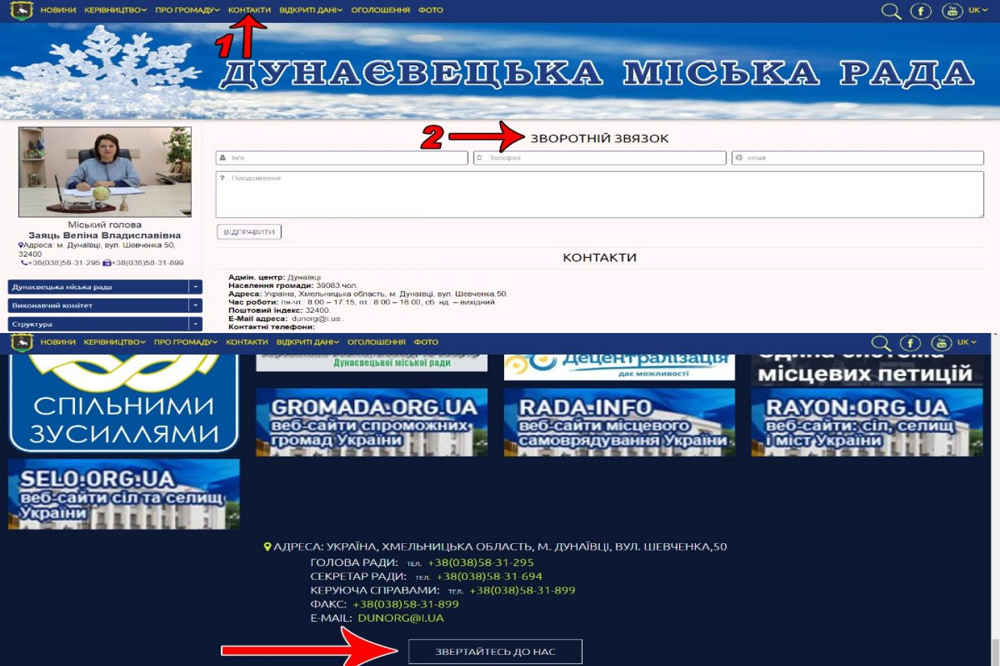 НОВИНИ КЕРІВНИЦТВО ПРО ГРОМАДУ КОНТАКТИ ВІДКРИТІ ДАНІ ОГОЛОШЕННЯ ФОТО You Tube UK
1
ДУНАЄВЕЦЬКА МІСЬКА РАДА
2 ЗВОРОТНІЙ ЗВЯЗОК
Ім'я Телефон @ email
? Повідомлення
ВІДПРАВИТИ
Міський голова
Заяць Веліна Владиславівна
Адреса: м. Дунаївці, вул. Шевченка 50,
32400
+38(038)58-31-295 +38(038)58-31-899
Дунаєвецька міська рада
Виконавчий комітет
Структура
КОНТАКТИ
Адмін. центр: Дунаївці
Населення громади: 39083 чол.
Адреса: Україна, Хмельницька область, м. Дунаївці, вул. Шевченка,50.
Час роботи: пн-чт.: 8:00 – 17:15, пт.: 8:00 – 16:00, сб. нд. – вихідний.
Поштовий індекс: 32400.
E-Mail адреса: dunorg@i.ua .
Контактні телефони:
НОВИНИ КЕРІВНИЦТВО ПРО ГРОМАДУ КОНТАКТИ ВІДКРИТІ ДАНІ ОГОЛОШЕННЯ ФОТО You Tube UK
СПІЛЬНИМИ
ЗУСИЛЛЯМИ
Дунаєвецької міської ради
Децентралізація
дає можливості
єдина система
місцевих петицій
GROMADA.ORG.UA
веб-сайти спроможних
громад України
RADA.INFO
веб-сайти місцевого
самоврядування України
RAYON.ORG.UA
веб-сайти: сіл, селищ
і міст України
SELO.ORG.UA
веб-сайти сіл та селищ
України
АДРЕСА: УКРАЇНА, ХМЕЛЬНИЦЬКА ОБЛАСТЬ, М. ДУНАЇВЦІ, ВУЛ. ШЕВЧЕНКА,50
ГОЛОВА РАДИ: ТЕЛ. +38(038)58-31-295
СЕКРЕТАР РАДИ: ТЕЛ. +38(038)58-31-694
КЕРУЮЧА СПРАВАМИ: ТЕЛ. +38(038)58-31-899
ФАКС: +38(038)58-31-899
E-MAIL: DUNORG@I.UA
ЗВЕРТАЙТЕСЬ ДО НАС